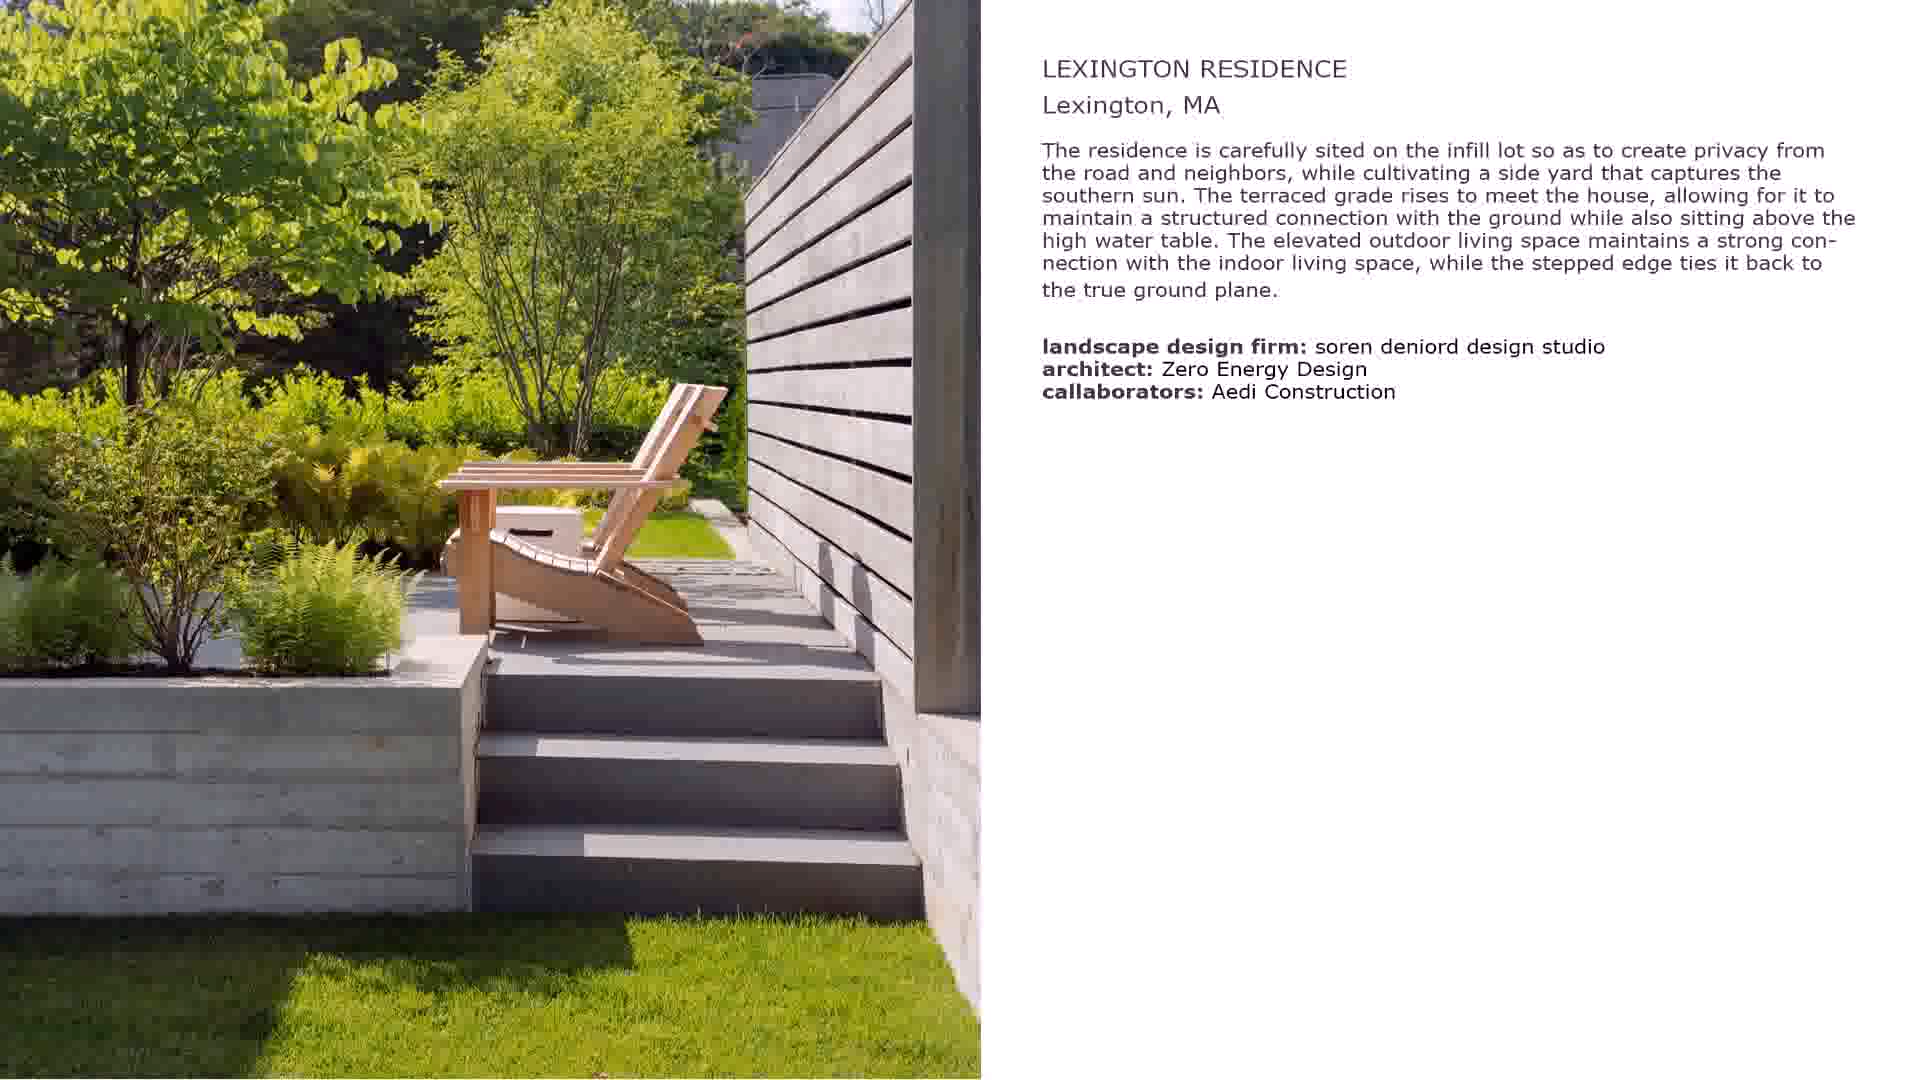 LEXINGTON RESIDENCE
Lexington, MA
The residence is carefully sited on the infill lot so as to create privacy from
the road and neighbors, while cultivating a side yard that captures the
southern sun. The terraced grade rises to meet the house, allowing for it to
maintain a structured connection with the ground while also sitting above the
high water table. The elevated outdoor living space maintains a strong con-
nection with the indoor living space, while the stepped edge ties it back to
the true ground plane.
landscape design firm: soren deniord design studio
architect: Zero Energy Design
callaborators: Aedi Construction